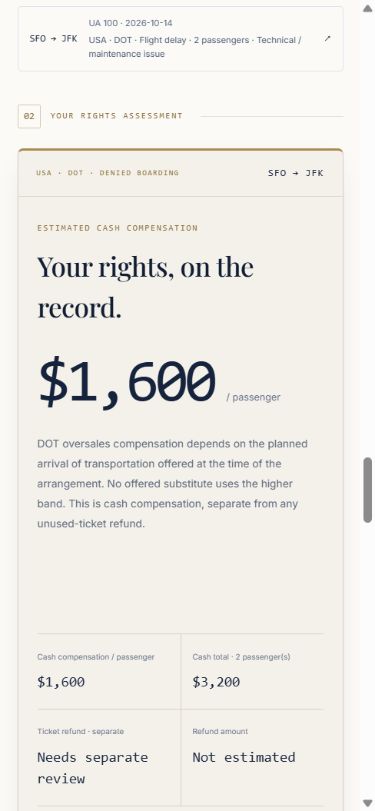 SFO → JFK
UA 100 · 2026-10-14
USA · DOT · Flight delay · 2 passengers · Technical /
maintenance issue
↗
02
YOUR RIGHTS ASSESSMENT
USA · DOT · DENIED BOARDING
SFO → JFK
ESTIMATED CASH COMPENSATION
Your rights, on the
record.
$1,600 / passenger
DOT oversales compensation depends on the planned
arrival of transportation offered at the time of the
arrangement. No offered substitute uses the higher
band. This is cash compensation, separate from any
unused-ticket refund.
Cash compensation / passenger
$1,600
Cash total · 2 passenger(s)
$3,200
Ticket refund · separate
Needs separate
review
Refund amount
Not estimated